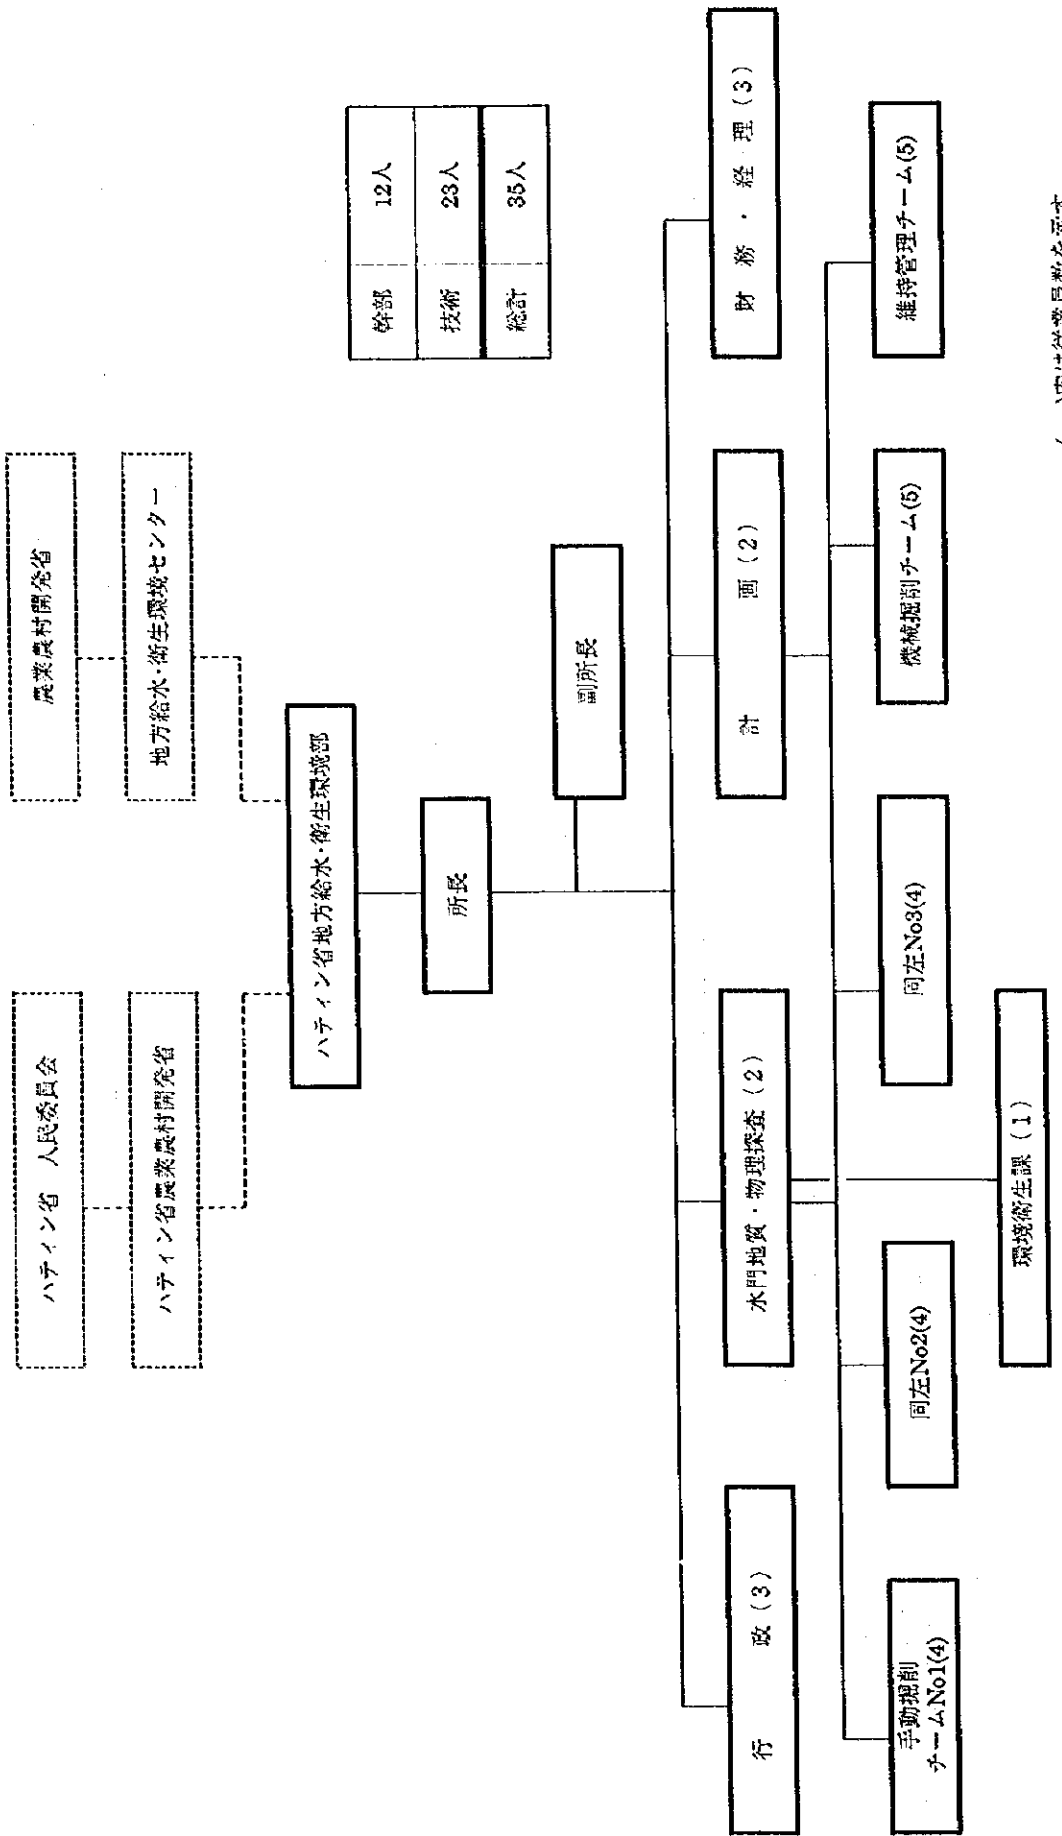 ハティン省　人民委員会
農業農村開発省
ハティン省農業農村開発省
地方給水・衛生環境センター
ハティン省地方給水・衛生環境部
所長
副所長
幹部　12人
技術　23人
総計　35人
行　政（3）
水門地質・物理探査（2）
計　画（2）
財務・経理（3）
手動掘削
チームNo1(4)
同左No2(4)
同左No3(4)
機械掘削チーム(5)
維持管理チーム(5)
環境衛生課（1）